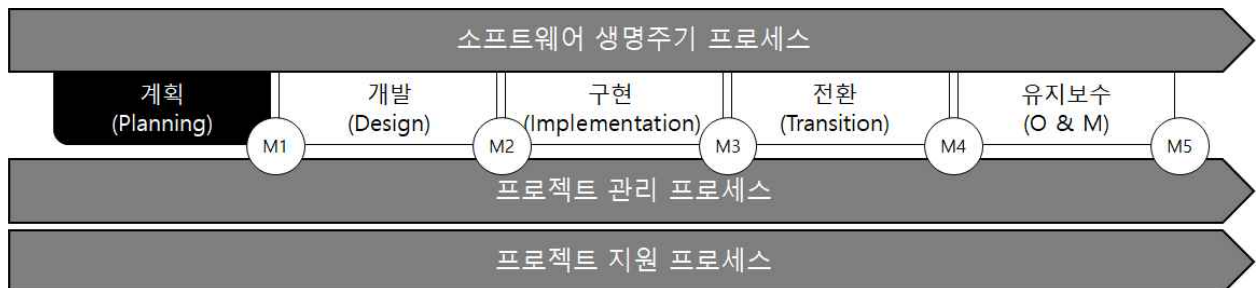 소프트웨어 생명주기 프로세스
계획
(Planning)
개발
(Design)
구현
(Implementation)
전환
(Transition)
유지보수
(O & M)
M1
M2
M3
M4
M5
프로젝트 관리 프로세스
프로젝트 지원 프로세스